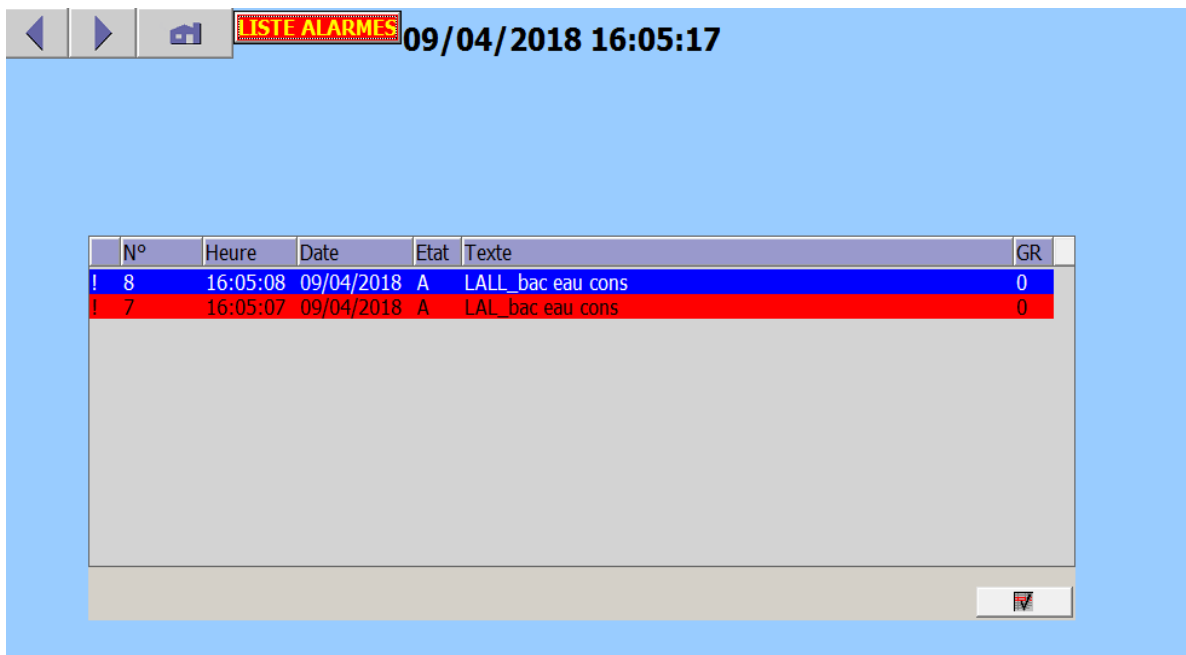 LISTE ALARMES 09/04/2018 16:05:17
N° Heure Date Etat Texte GR
! 8 16:05:08 09/04/2018 A LALL_bac eau cons 0
! 7 16:05:07 09/04/2018 A LAL_bac eau cons 0